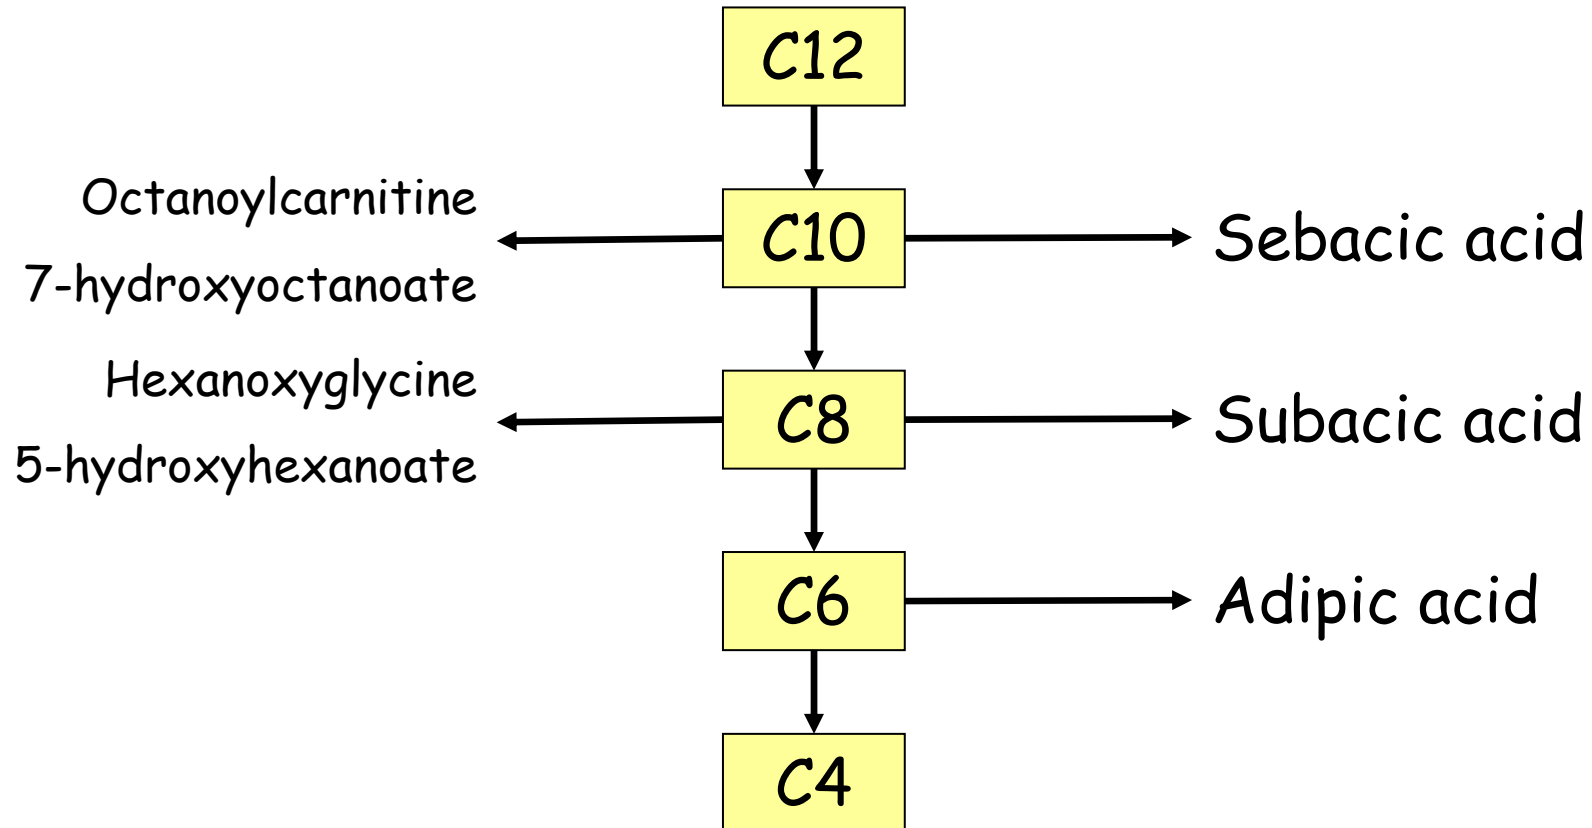 C12
Octanoylcarnitine
7-hydroxyoctanoate
C10
Sebacic acid
Hexanoxyglycine
5-hydroxyhexanoate
C8
Subacic acid
C6
Adipic acid
C4